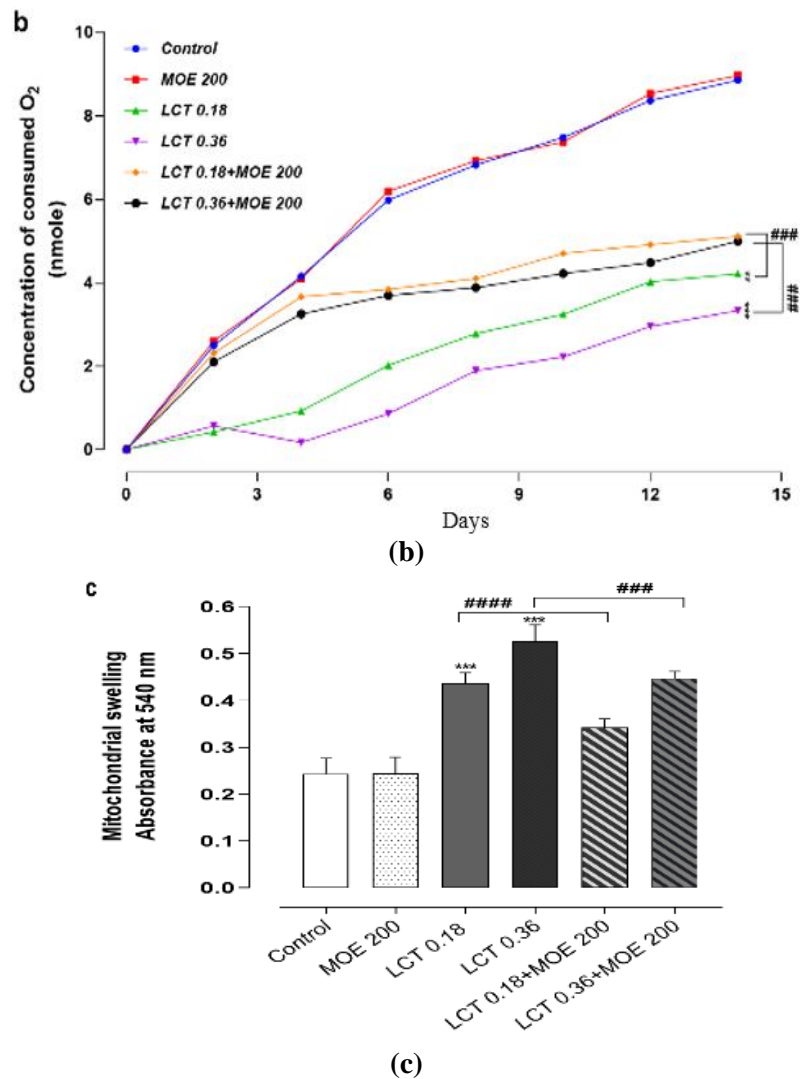 b
Concentration of consumed O₂
(nmole)
10
8
6
4
2
0
Control
MOE 200
LCT 0.18
LCT 0.36
LCT 0.18+MOE 200
LCT 0.36+MOE 200
###
###
0
3
6
9
12
15
Days
(b)
c
Mitochondrial swelling
Absorbance at 540 nm
0.6
0.5
0.4
0.3
0.2
0.1
0.0
####
###
***
***
Control
MOE 200
LCT 0.18
LCT 0.36
LCT 0.18+MOE 200
LCT 0.36+MOE 200
(c)